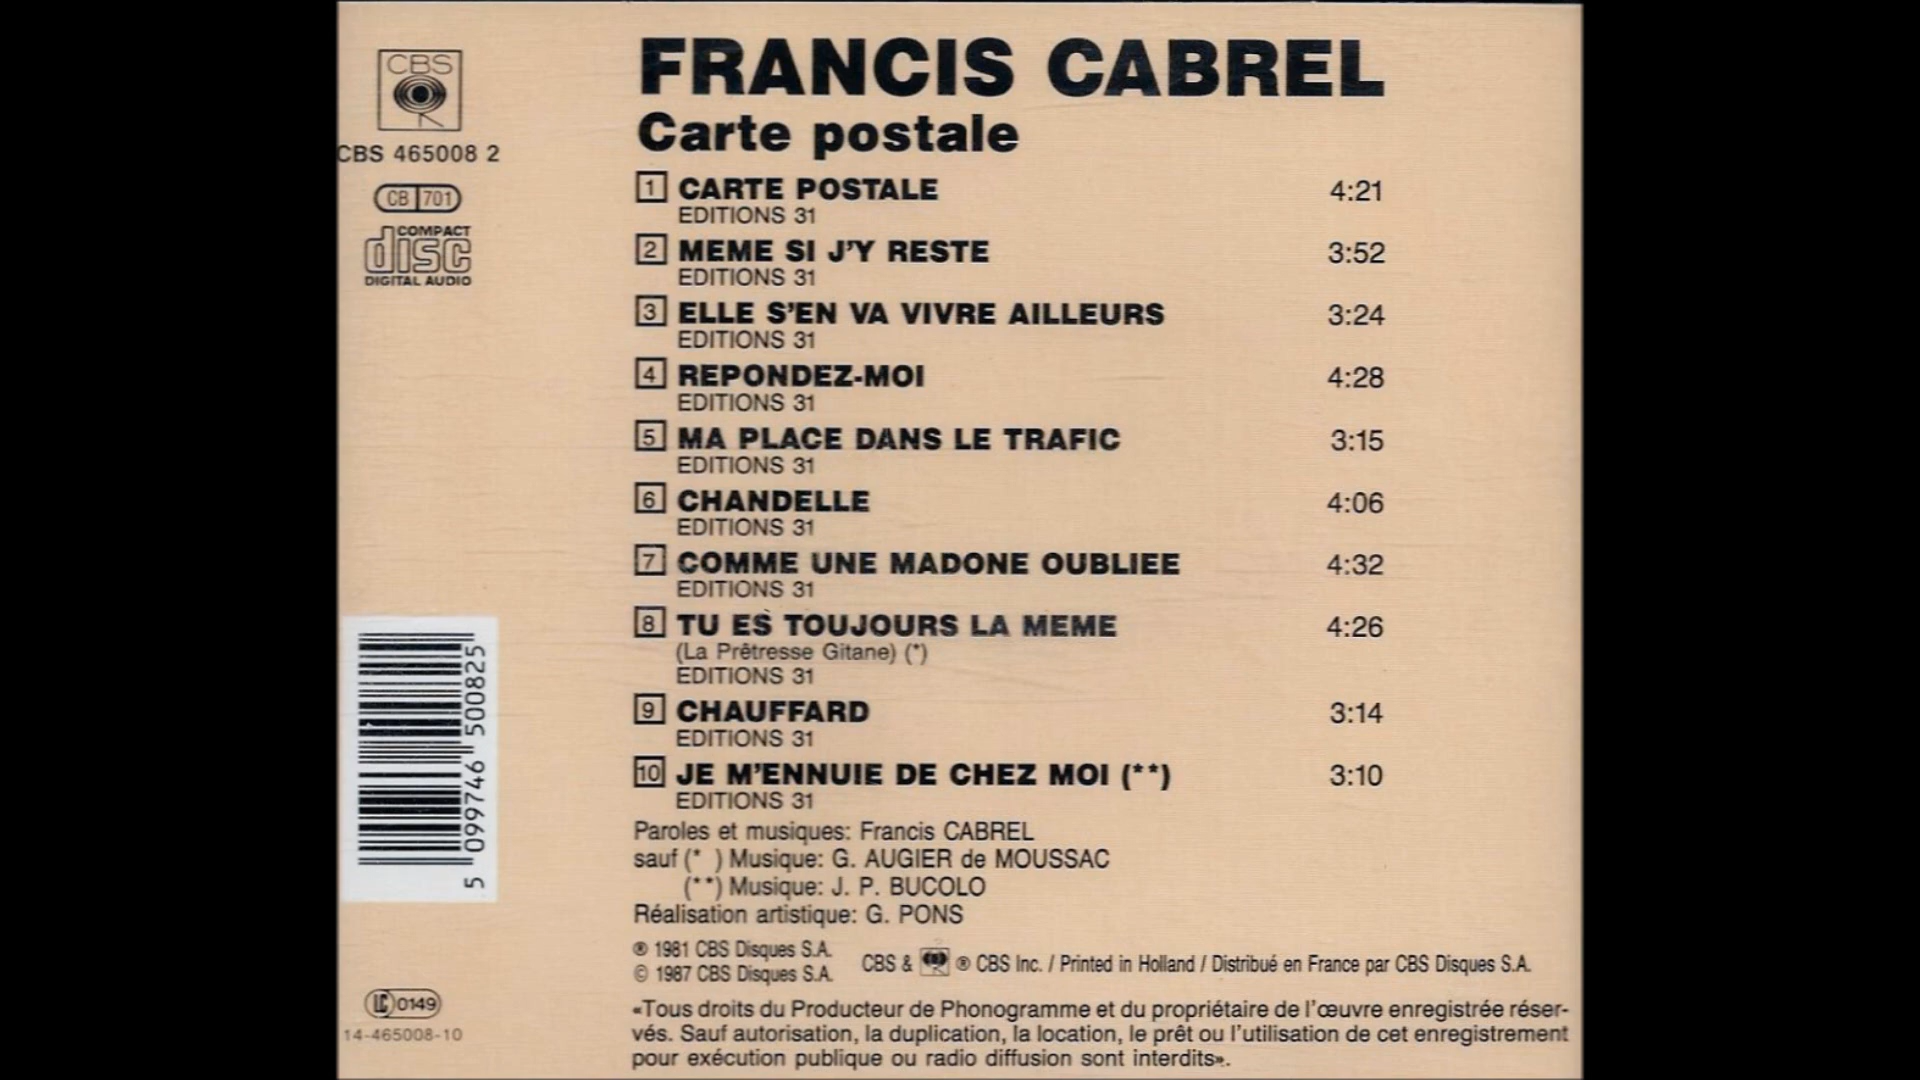 CBS
CBS 465008 2
CB 701
COMPACT
disc
DIGITAL AUDIO
FRANCIS CABREL
Carte postale
1 CARTE POSTALE 4:21
EDITIONS 31
2 MEME SI J'Y RESTE 3:52
EDITIONS 31
3 ELLE S'EN VA VIVRE AILLEURS 3:24
EDITIONS 31
4 REPONDEZ-MOI 4:28
EDITIONS 31
5 MA PLACE DANS LE TRAFIC 3:15
EDITIONS 31
6 CHANDELLE 4:06
EDITIONS 31
7 COMME UNE MADONE OUBLIEE 4:32
EDITIONS 31
8 TU ES TOUJOURS LA MEME 4:26
(La Prêtresse Gitane) (*)
EDITIONS 31
9 CHAUFFARD 3:14
EDITIONS 31
10 JE M'ENNUIE DE CHEZ MOI (**) 3:10
EDITIONS 31
Paroles et musiques: Francis CABREL
sauf (* ) Musique: G. AUGIER de MOUSSAC
(**) Musique: J. P. BUCOLO
Réalisation artistique: G. PONS
℗ 1981 CBS Disques S.A.
© 1987 CBS Disques S.A.
CBS & ® CBS Inc. / Printed in Holland / Distribué en France par CBS Disques S.A.
«Tous droits du Producteur de Phonogramme et du propriétaire de l'œuvre enregistrée réser-
vés. Sauf autorisation, la duplication, la location, le prêt ou l'utilisation de cet enregistrement
pour exécution publique ou radio diffusion sont interdits».
5 099746 500825
LC 0149
14-465008-10